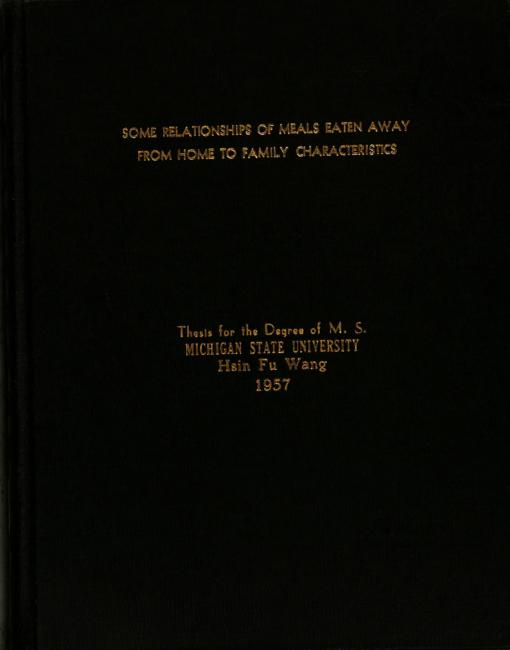 SOME RELATIONSHIPS OF MEALS EATEN AWAY
FROM HOME TO FAMILY CHARACTERISTICS
Thesis for the Degree of M. S.
MICHIGAN STATE UNIVERSITY
Hsin Fu Wang
1957